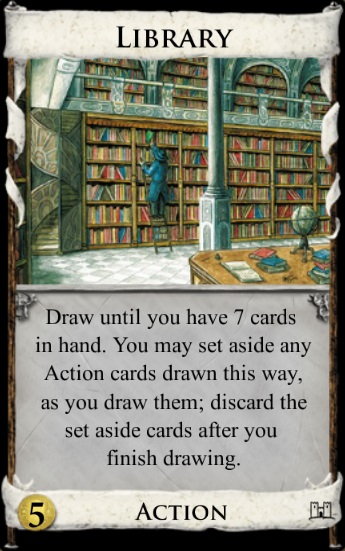 LIBRARY
Draw until you have 7 cards
in hand. You may set aside any
Action cards drawn this way,
as you draw them; discard the
set aside cards after you
finish drawing.
5
ACTION